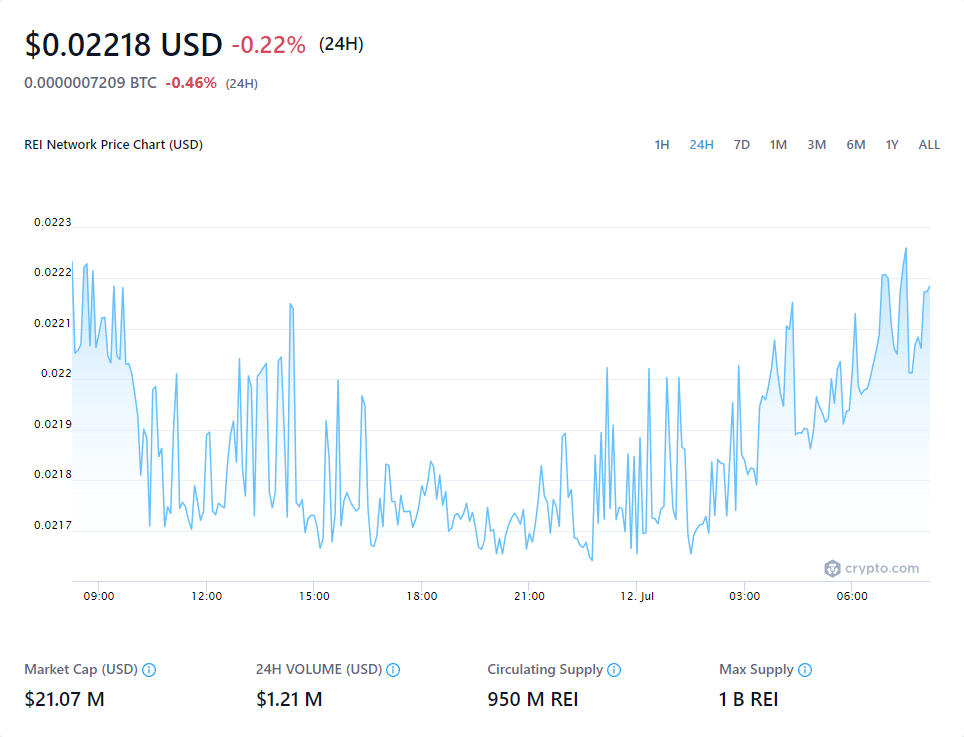 $0.02218 USD -0.22% (24H)
0.0000007209 BTC -0.46% (24H)
REI Network Price Chart (USD) 1H 24H 7D 1M 3M 6M 1Y ALL
0.0223
0.0222
0.0221
0.022
0.0219
0.0218
0.0217
crypto.com
09:00 12:00 15:00 18:00 21:00 12. Jul 03:00 06:00
Market Cap (USD) 24H VOLUME (USD) Circulating Supply Max Supply
$21.07 M $1.21 M 950 M REI 1 B REI